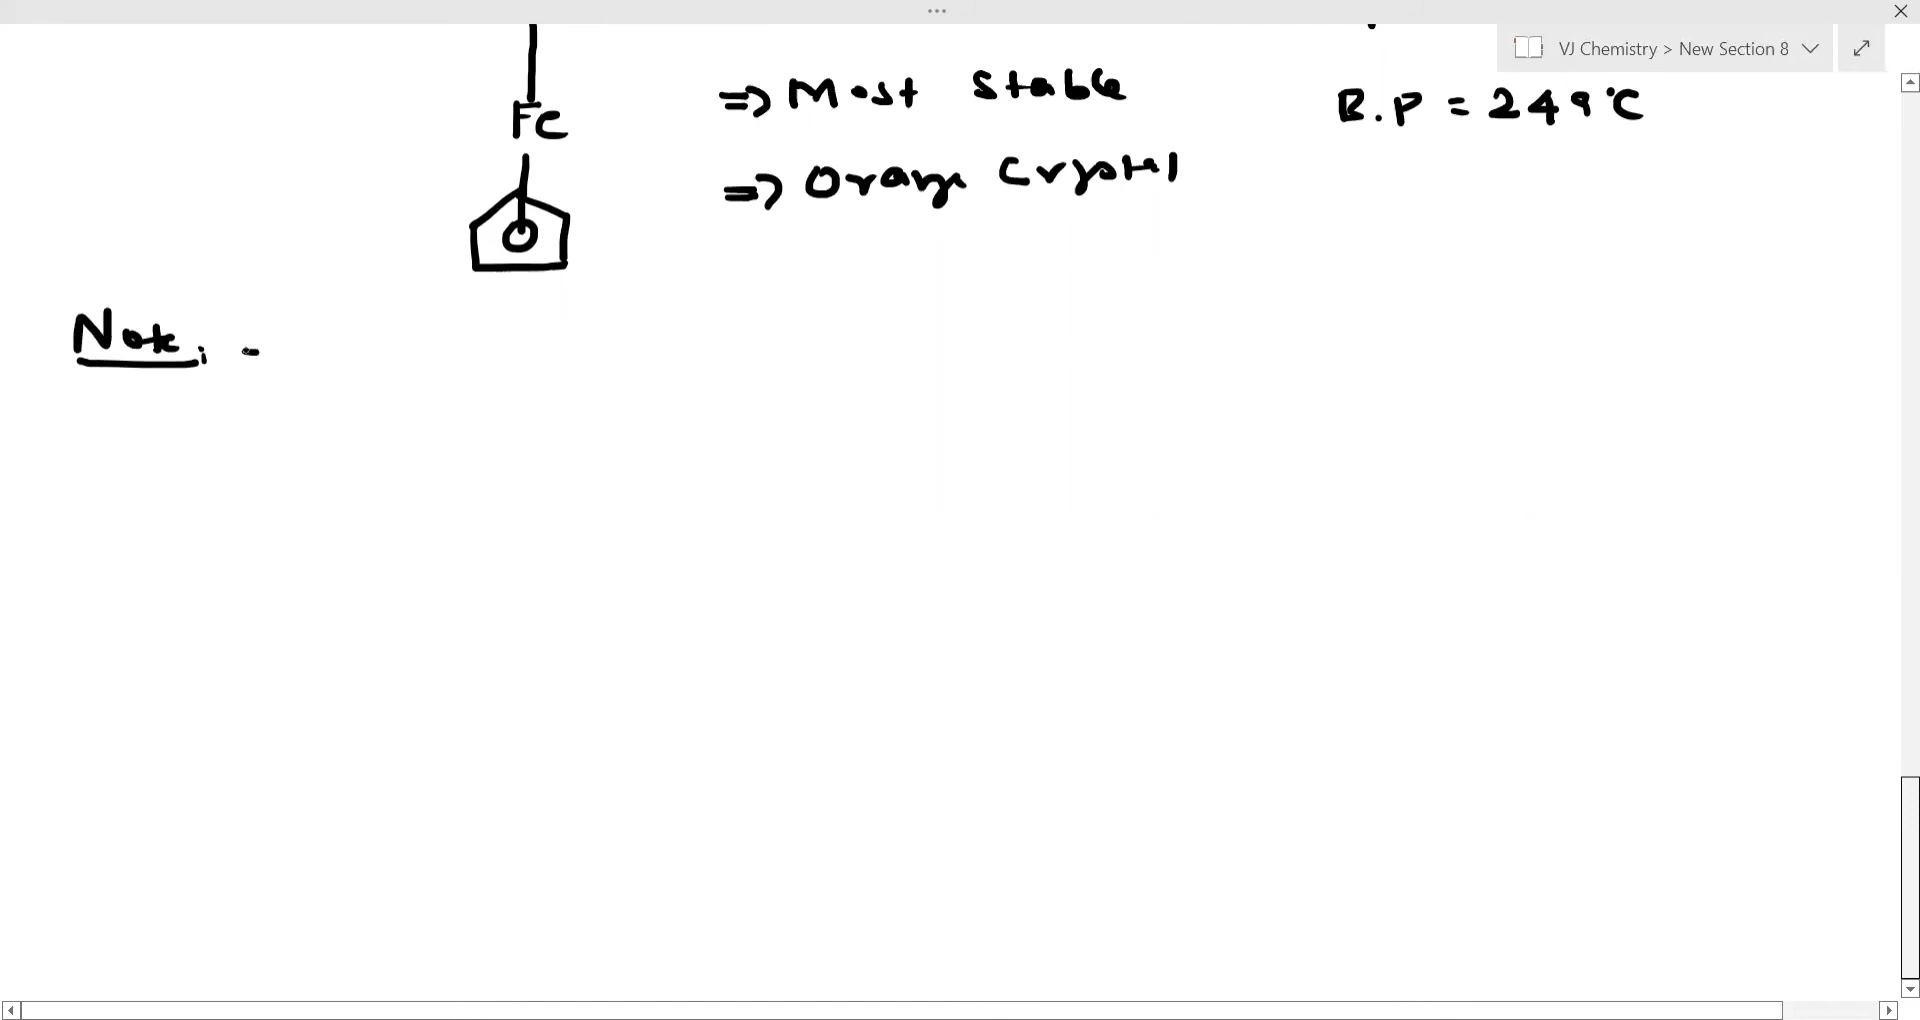 VJ Chemistry > New Section 8
⇒ Most Stable
B.P = 249°C
Fe
⇒ Orange Crystal
Note :-